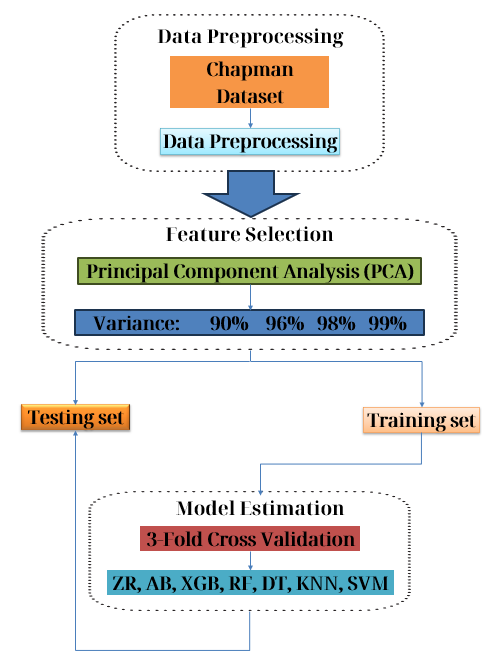 Data Preprocessing
Chapman
Dataset
Data Preprocessing
Feature Selection
Principal Component Analysis (PCA)
Variance: 90% 96% 98% 99%
Testing set
Training set
Model Estimation
3-Fold Cross Validation
ZR, AB, XGB, RF, DT, KNN, SVM